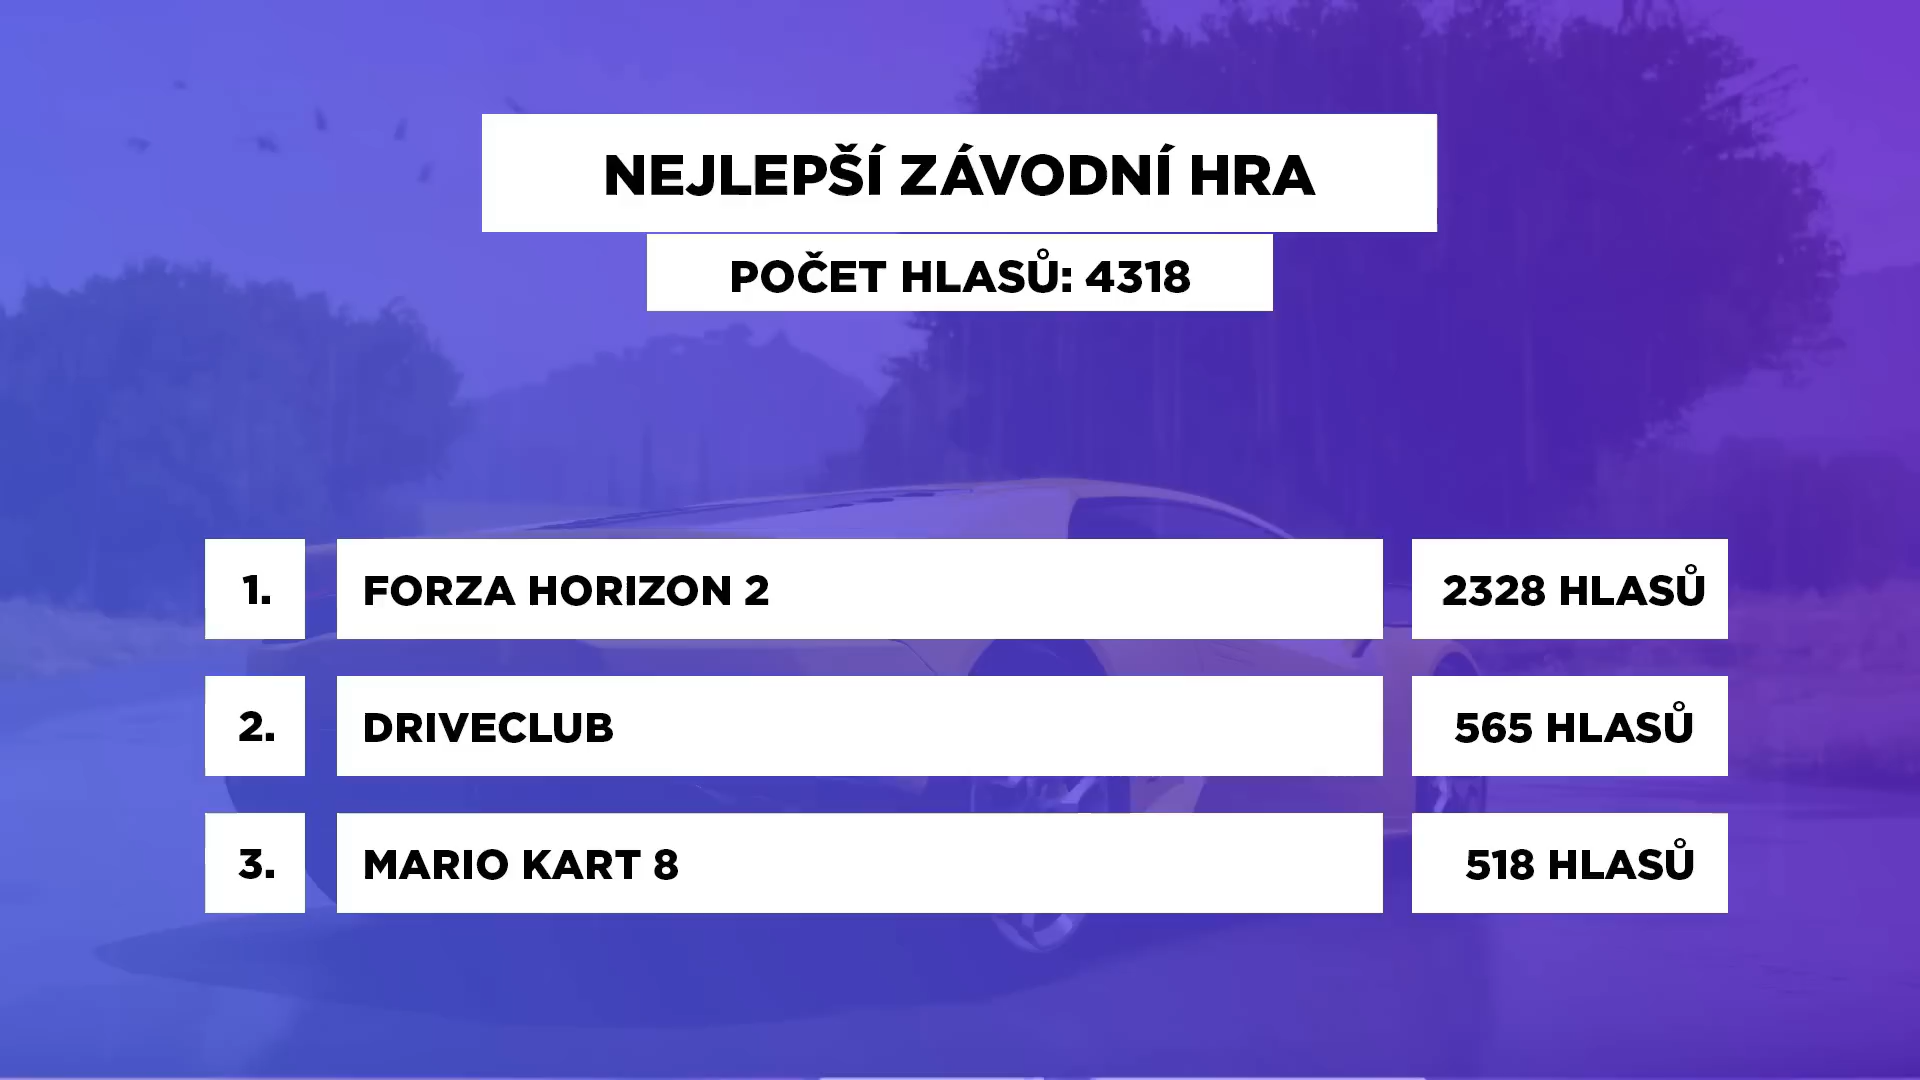 NEJLEPŠÍ ZÁVODNÍ HRA
POČET HLASŮ: 4318
1. FORZA HORIZON 2 2328 HLASŮ
2. DRIVECLUB 565 HLASŮ
3. MARIO KART 8 518 HLASŮ